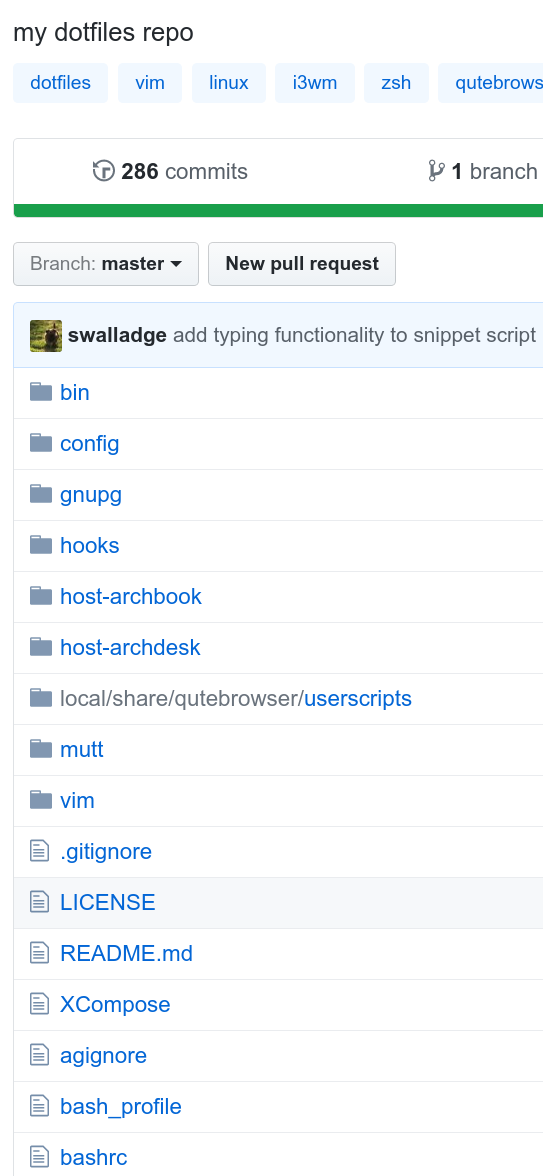 my dotfiles repo
dotfiles vim linux i3wm zsh qutebrows
286 commits 1 branch
Branch: master New pull request
swalladge add typing functionality to snippet script
bin
config
gnupg
hooks
host-archbook
host-archdesk
local/share/qutebrowser/userscripts
mutt
vim
.gitignore
LICENSE
README.md
XCompose
agignore
bash_profile
bashrc